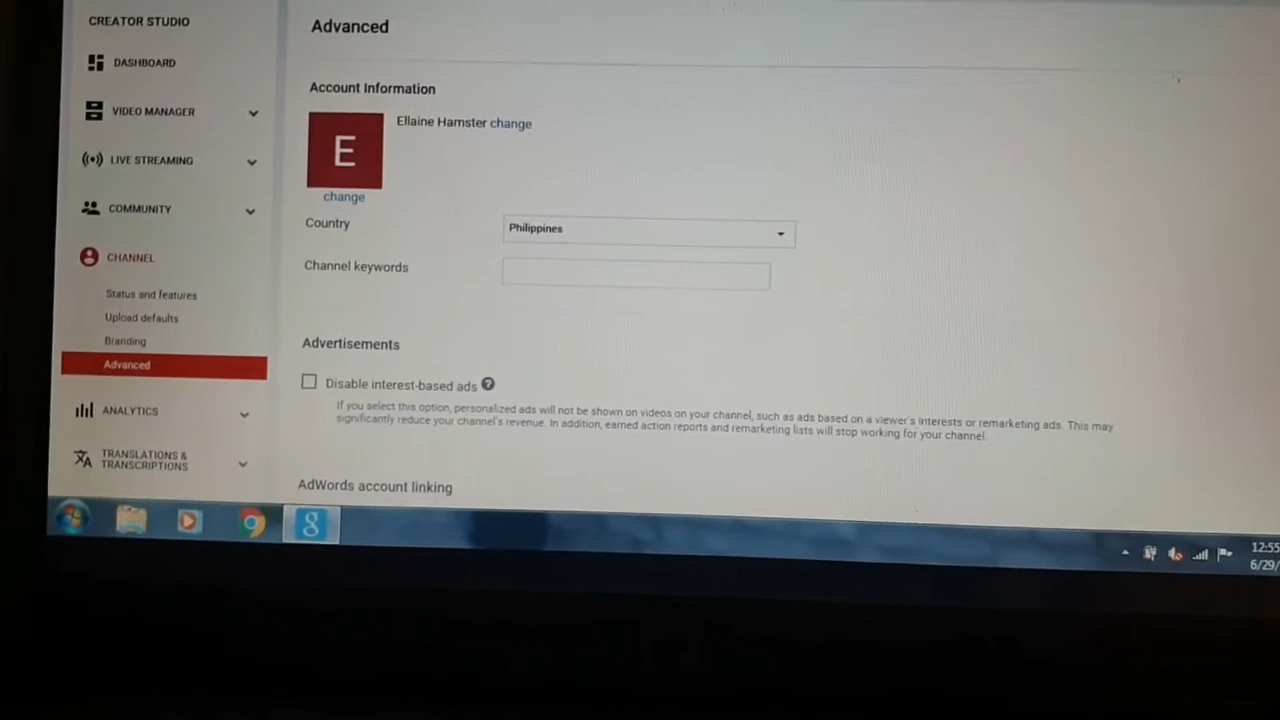 CREATOR STUDIO
DASHBOARD
VIDEO MANAGER
LIVE STREAMING
COMMUNITY
CHANNEL
Status and features
Upload defaults
Branding
Advanced
ANALYTICS
TRANSLATIONS &
TRANSCRIPTIONS
Advanced
Account Information
E
Ellaine Hamster change
change
Country
Philippines
Channel keywords
Advertisements
Disable interest-based ads ?
If you select this option, personalized ads will not be shown on videos on your channel, such as ads based on a viewer's interests or remarketing ads. This may
significantly reduce your channel's revenue. In addition, earned action reports and remarketing lists will stop working for your channel.
AdWords account linking
g
12:55
6/29/